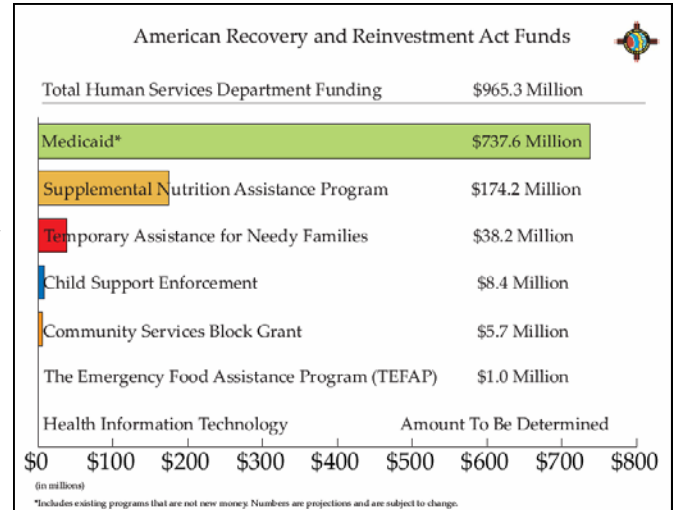 American Recovery and Reinvestment Act Funds
Total Human Services Department Funding $965.3 Million
Medicaid* $737.6 Million
Supplemental Nutrition Assistance Program $174.2 Million
Temporary Assistance for Needy Families $38.2 Million
Child Support Enforcement $8.4 Million
Community Services Block Grant $5.7 Million
The Emergency Food Assistance Program (TEFAP) $1.0 Million
Health Information Technology Amount To Be Determined
$0 $100 $200 $300 $400 $500 $600 $700 $800
(in millions)
*Includes existing programs that are not new money. Numbers are projections and are subject to change.